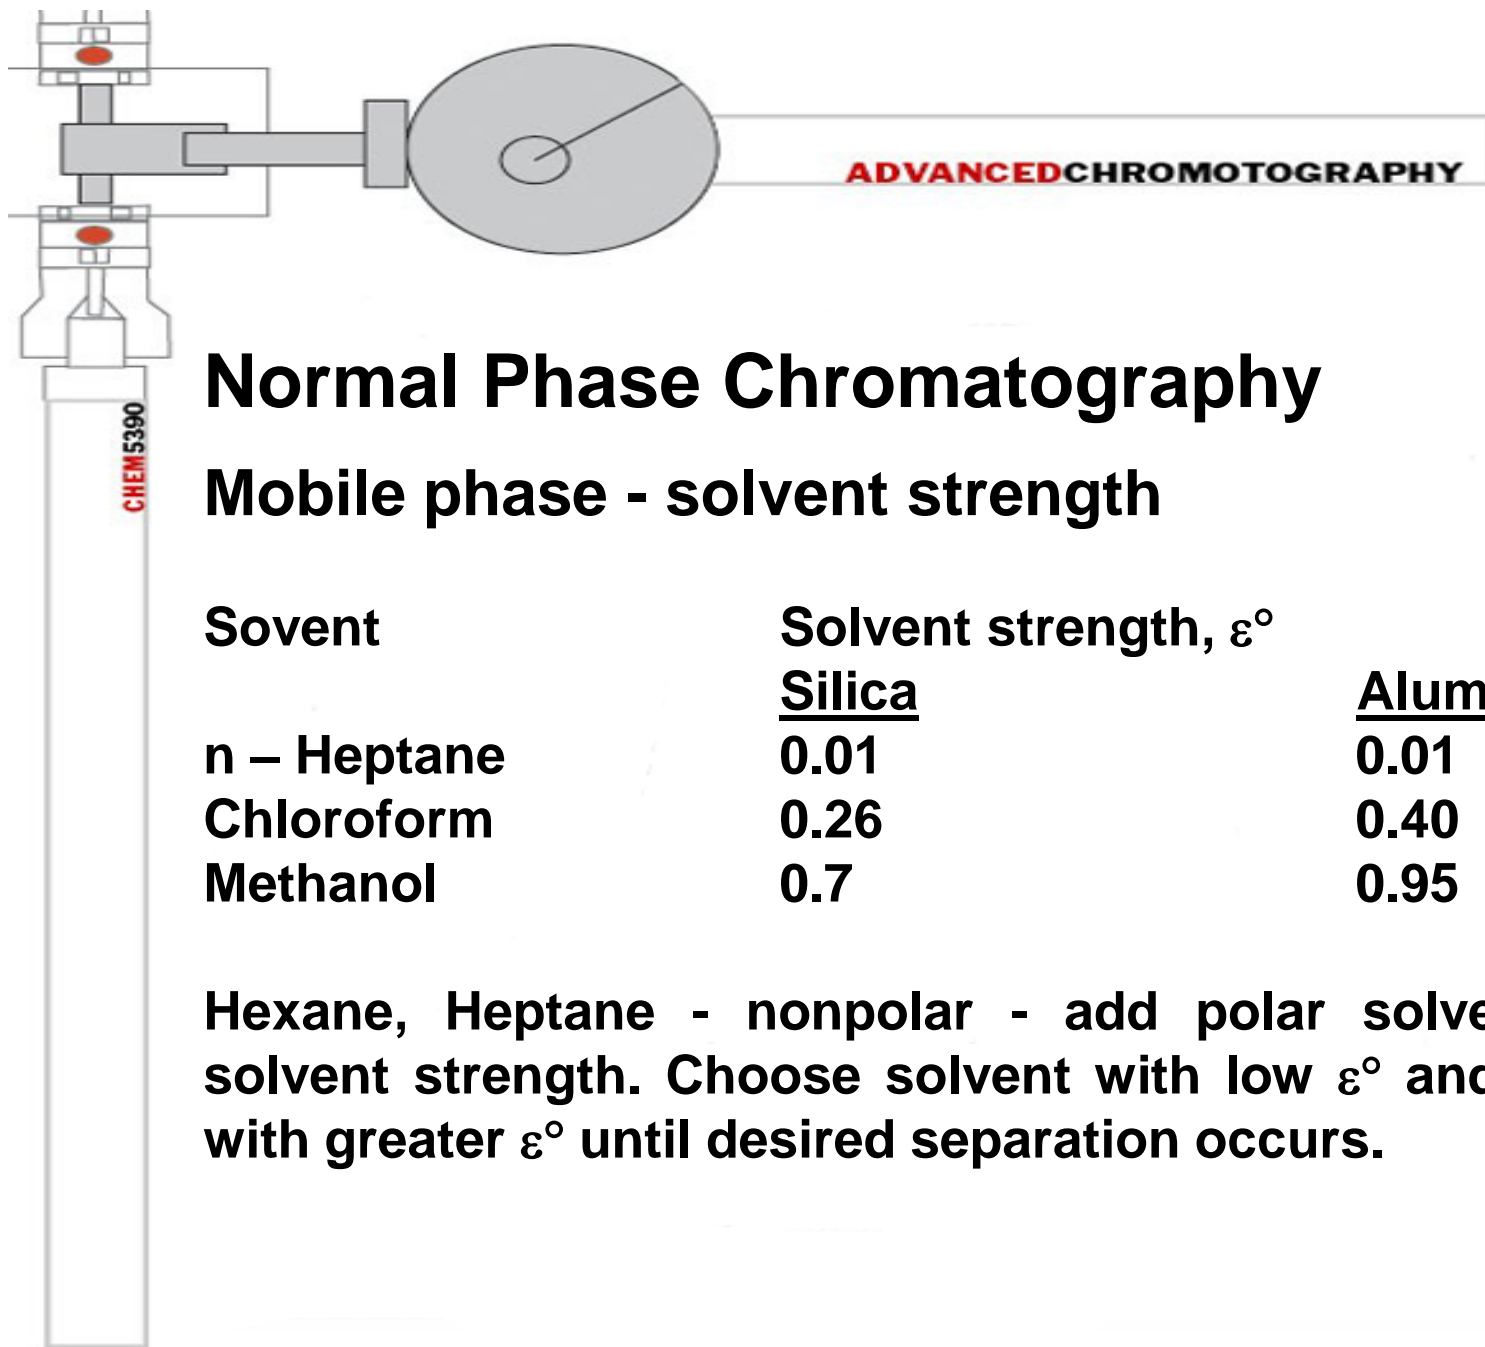 ADVANCEDCHROMOTOGRAPHY
CHEM5390
Normal Phase Chromatography
Mobile phase - solvent strength
Sovent Solvent strength, ε°
Silica
n – Heptane 0.01 0.01
Chloroform 0.26 0.40
Methanol 0.7 0.95
Hexane, Heptane - nonpolar - add polar
solvent strength. Choose solvent with low ε°
with greater ε° until desired separation occurs.